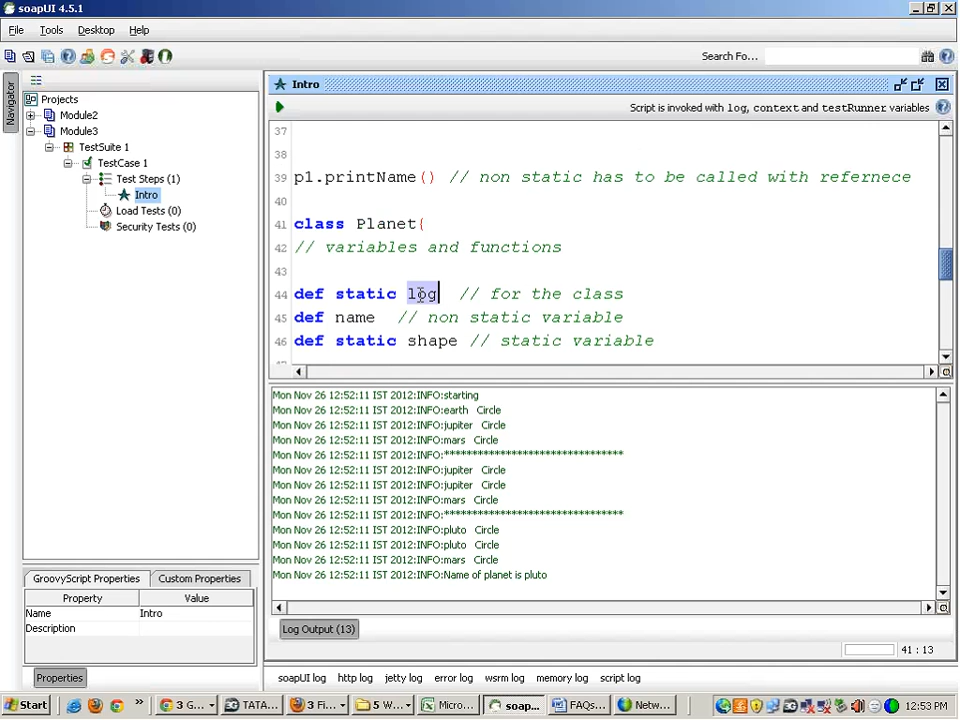 soapUI 4.5.1
File Tools Desktop Help
Search Fo...
Navigator
Projects
Module2
Module3
TestSuite 1
TestCase 1
Test Steps (1)
Intro
Load Tests (0)
Security Tests (0)
Intro
Script is invoked with log, context and testRunner variables
37
38
39 p1.printName() // non static has to be called with refernece
40
41 class Planet{
42 // variables and functions
43
44 def static log // for the class
45 def name // non static variable
46 def static shape // static variable
Mon Nov 26 12:52:11 IST 2012:INFO:starting
Mon Nov 26 12:52:11 IST 2012:INFO:earth Circle
Mon Nov 26 12:52:11 IST 2012:INFO:jupiter Circle
Mon Nov 26 12:52:11 IST 2012:INFO:mars Circle
Mon Nov 26 12:52:11 IST 2012:INFO:********************************
Mon Nov 26 12:52:11 IST 2012:INFO:jupiter Circle
Mon Nov 26 12:52:11 IST 2012:INFO:jupiter Circle
Mon Nov 26 12:52:11 IST 2012:INFO:mars Circle
Mon Nov 26 12:52:11 IST 2012:INFO:********************************
Mon Nov 26 12:52:11 IST 2012:INFO:pluto Circle
Mon Nov 26 12:52:11 IST 2012:INFO:pluto Circle
Mon Nov 26 12:52:11 IST 2012:INFO:mars Circle
Mon Nov 26 12:52:11 IST 2012:INFO:Name of planet is pluto
Log Output (13)
41 : 13
GroovyScript Properties Custom Properties
Property Value
Name Intro
Description
Properties
soapUI log http log jetty log error log wsrm log memory log script log
Start 3 G... TATA... 3 Fi... 5 W... Micro... soap... FAQs... Netw... 12:53 PM